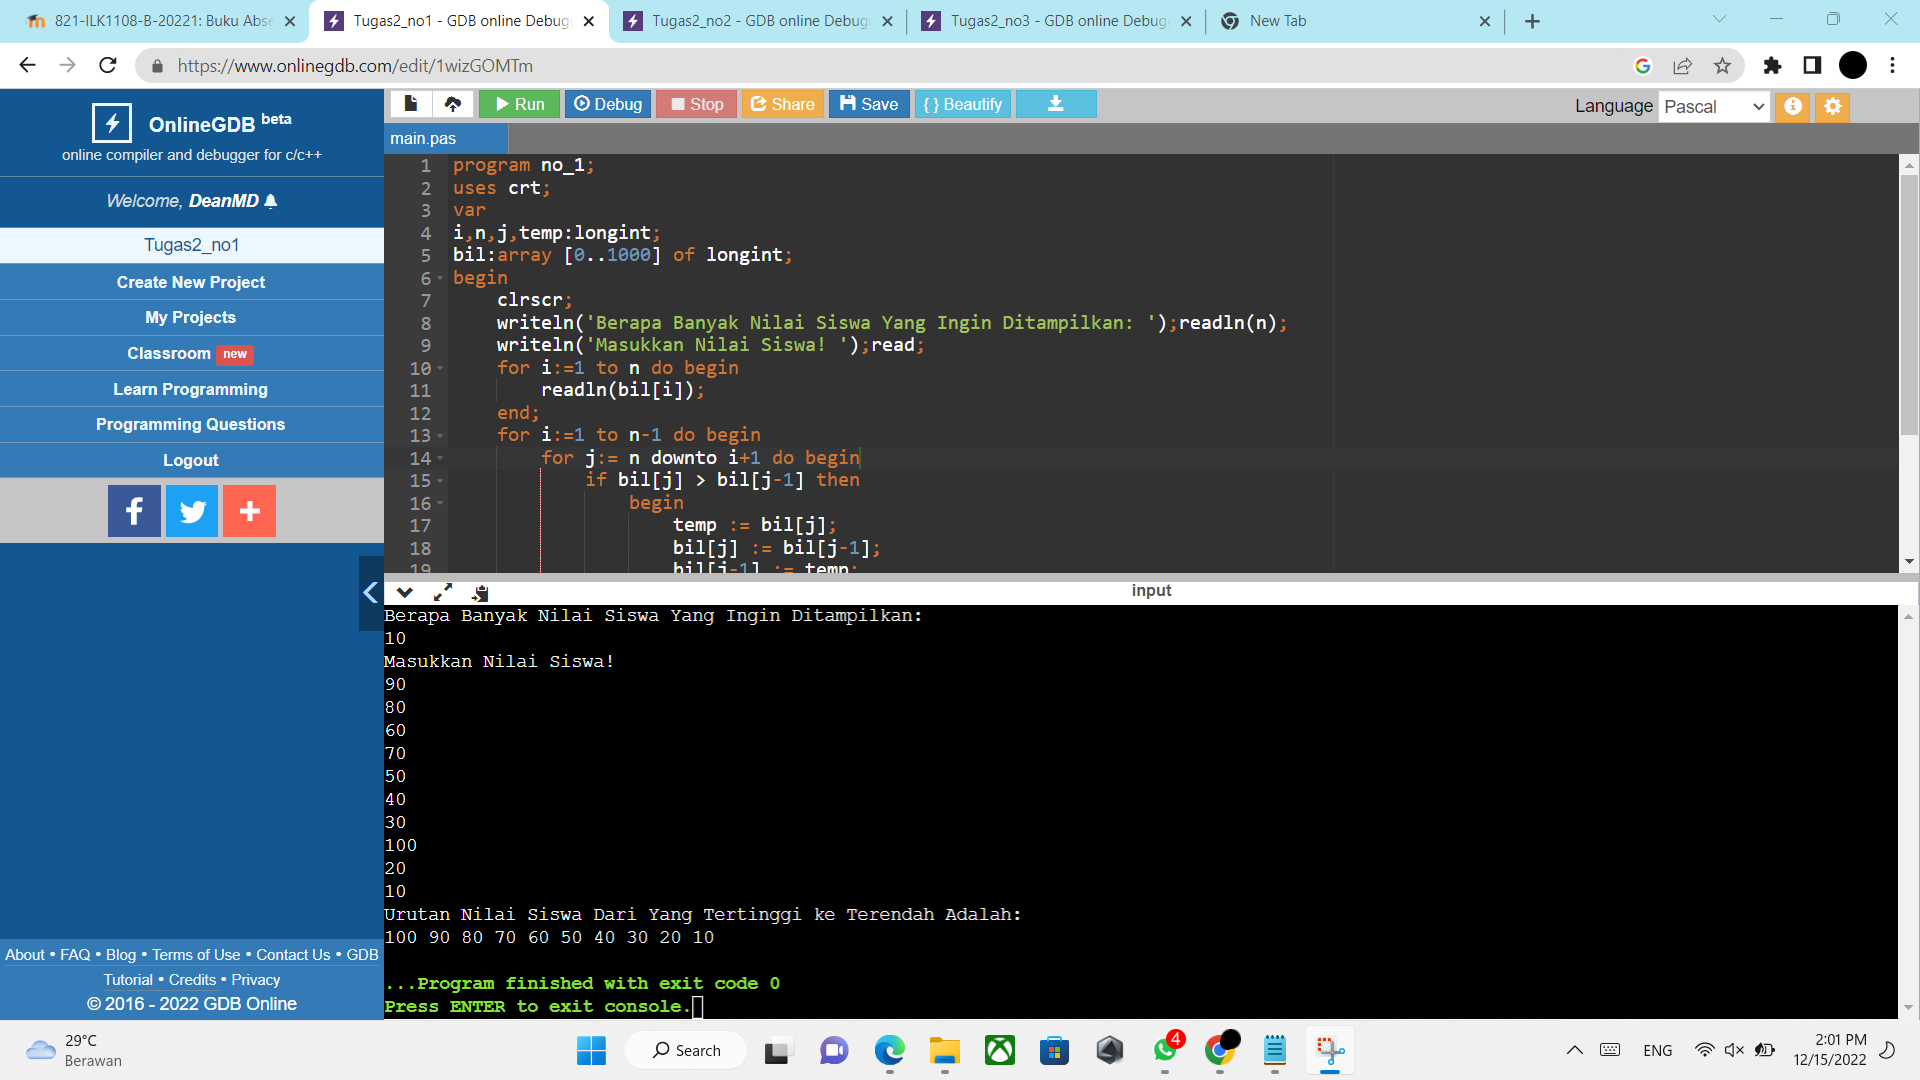 821-ILK1108-B-20221: Buku Abse
Tugas2_no1 - GDB online Debug
Tugas2_no2 - GDB online Debug
Tugas2_no3 - GDB online Debug
New Tab
https://www.onlinegdb.com/edit/1wizGOMTm
OnlineGDB beta
online compiler and debugger for c/c++
Welcome, DeanMD
Tugas2_no1
Create New Project
My Projects
Classroom new
Learn Programming
Programming Questions
Logout
About • FAQ • Blog • Terms of Use • Contact Us • GDB
Tutorial • Credits • Privacy
© 2016 - 2022 GDB Online
Run Debug Stop Share Save { } Beautify
Language Pascal
main.pas
1 program no_1;
2 uses crt;
3 var
4 i,n,j,temp:longint;
5 bil:array [0..1000] of longint;
6 begin
7 clrscr;
8 writeln('Berapa Banyak Nilai Siswa Yang Ingin Ditampilkan: ');readln(n);
9 writeln('Masukkan Nilai Siswa! ');read;
10 for i:=1 to n do begin
11 readln(bil[i]);
12 end;
13 for i:=1 to n-1 do begin
14 for j:= n downto i+1 do begin
15 if bil[j] > bil[j-1] then
16 begin
17 temp := bil[j];
18 bil[j] := bil[j-1];
19 bil[j-1] := temp;
input
Berapa Banyak Nilai Siswa Yang Ingin Ditampilkan:
10
Masukkan Nilai Siswa!
90
80
60
70
50
40
30
100
20
10
Urutan Nilai Siswa Dari Yang Tertinggi ke Terendah Adalah:
100 90 80 70 60 50 40 30 20 10
...Program finished with exit code 0
Press ENTER to exit console.
29°C
Berawan
Search
4
ENG
2:01 PM
12/15/2022